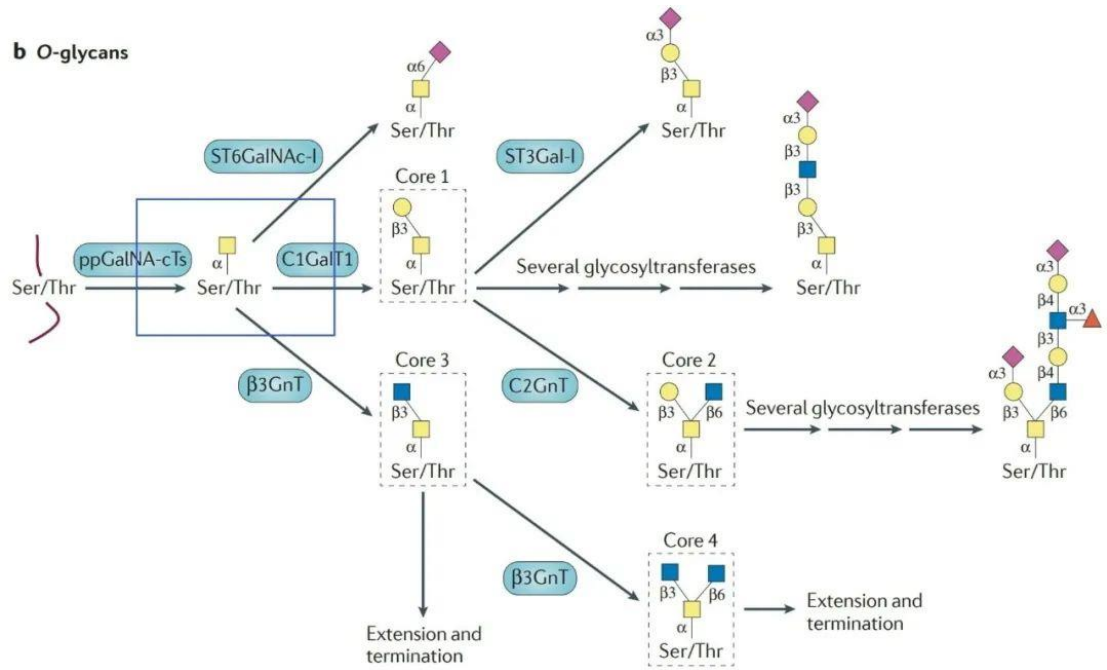 b O-glycans
α3
α6
β3
α
Ser/Thr
α
Ser/Thr
ST6GalNAc-I
ST3Gal-I
Core 1
α3
β3
β3
β3
α
Ser/Thr
ppGalNA-cTs
C1GalT1
Ser/Thr
α
Ser/Thr
β3
α
Ser/Thr
Several glycosyltransferases
β3GnT
Core 3
β3
α
Ser/Thr
C2GnT
Core 2
β3
β6
α
Ser/Thr
Several glycosyltransferases
α3
β4
α3
β3
β4
α3
β3
β6
α
Ser/Thr
β3GnT
Core 4
β3
β6
α
Ser/Thr
Extension and
termination
Extension and
termination